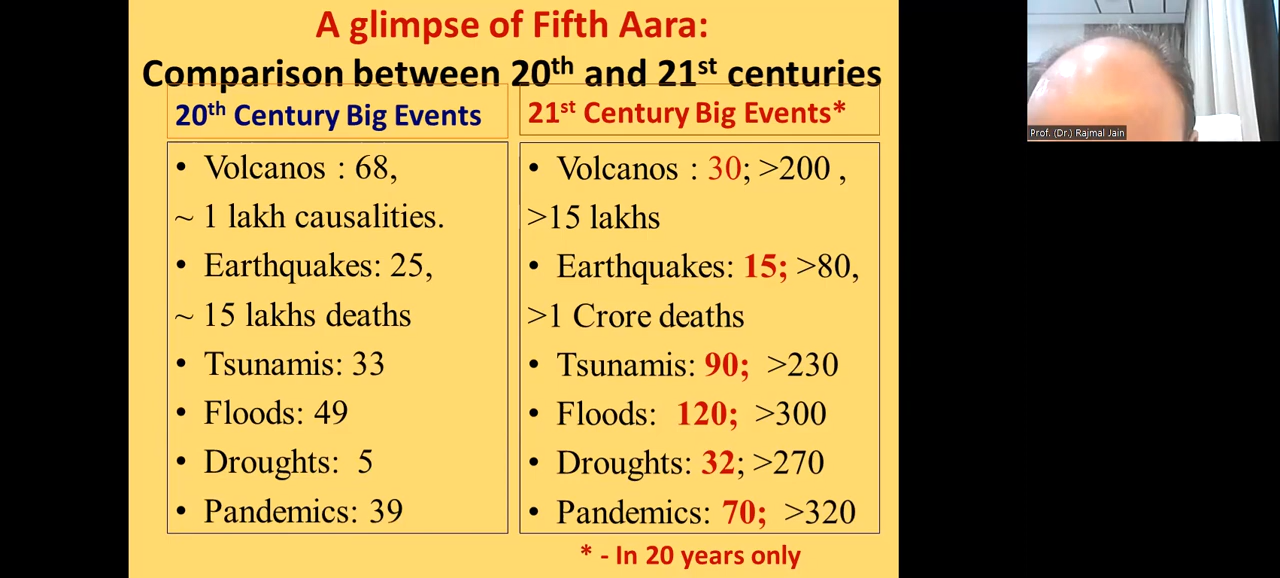 A glimpse of Fifth Aara:
Comparison between 20th and 21st centuries
20th Century Big Events
• Volcanos : 68,
~ 1 lakh causalities.
• Earthquakes: 25,
~ 15 lakhs deaths
• Tsunamis: 33
• Floods: 49
• Droughts: 5
• Pandemics: 39
21st Century Big Events*
• Volcanos : 30; >200 ,
>15 lakhs
• Earthquakes: 15; >80,
>1 Crore deaths
• Tsunamis: 90; >230
• Floods: 120; >300
• Droughts: 32; >270
• Pandemics: 70; >320
* - In 20 years only
Prof. (Dr.) Rajmal Jain